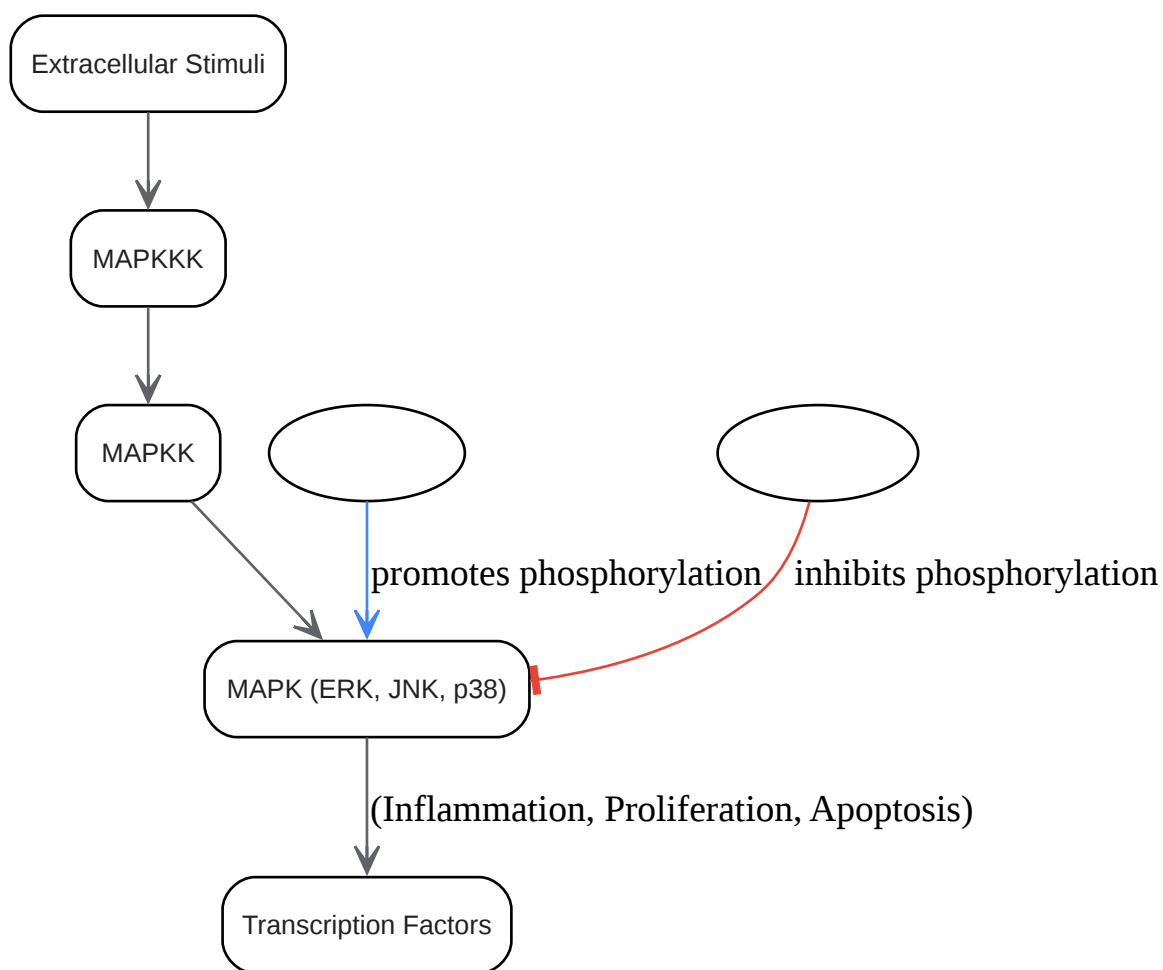 Extracellular Stimuli
MAPKKK
MAPKK
promotes phosphorylation
inhibits phosphorylation
MAPK (ERK, JNK, p38)
(Inflammation, Proliferation, Apoptosis)
Transcription Factors